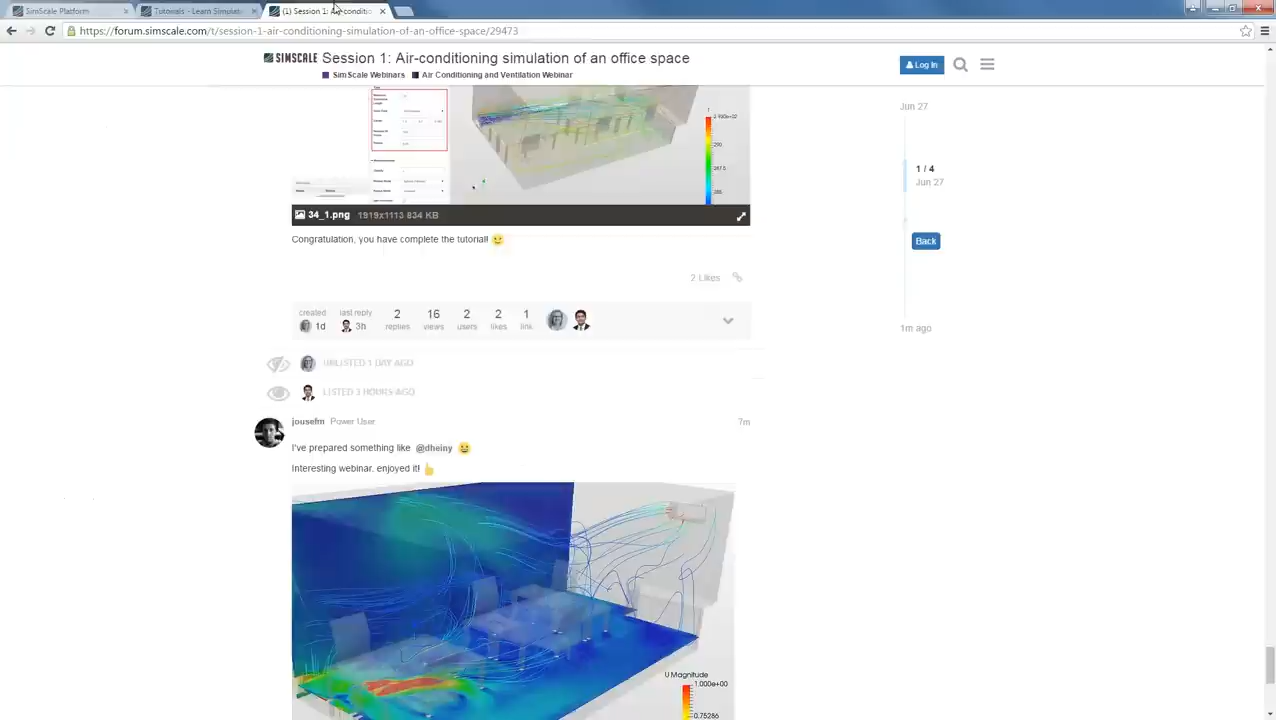 SimScale Platform
Tutorials - Learn Simulati
(1) Session 1: Air-conditio
https://forum.simscale.com/t/session-1-air-conditioning-simulation-of-an-office-space/29473
SIMSCALE
Session 1: Air-conditioning simulation of an office space
SimScale Webinars
Air Conditioning and Ventilation Webinar
Log In
Jun 27
1 / 4
Jun 27
Back
1m ago
34_1.png 1919x1113 834 KB
Congratulation, you have complete the tutorial!
2 Likes
created
1d
last reply
3h
2
replies
16
views
2
users
2
likes
1
link
UNLISTED 1 DAY AGO
LISTED 3 HOURS AGO
jousefm Power User
7m
I've prepared something like @dheiny
Interesting webinar, enjoyed it!
U Magnitude
1.000e+00
0.75286